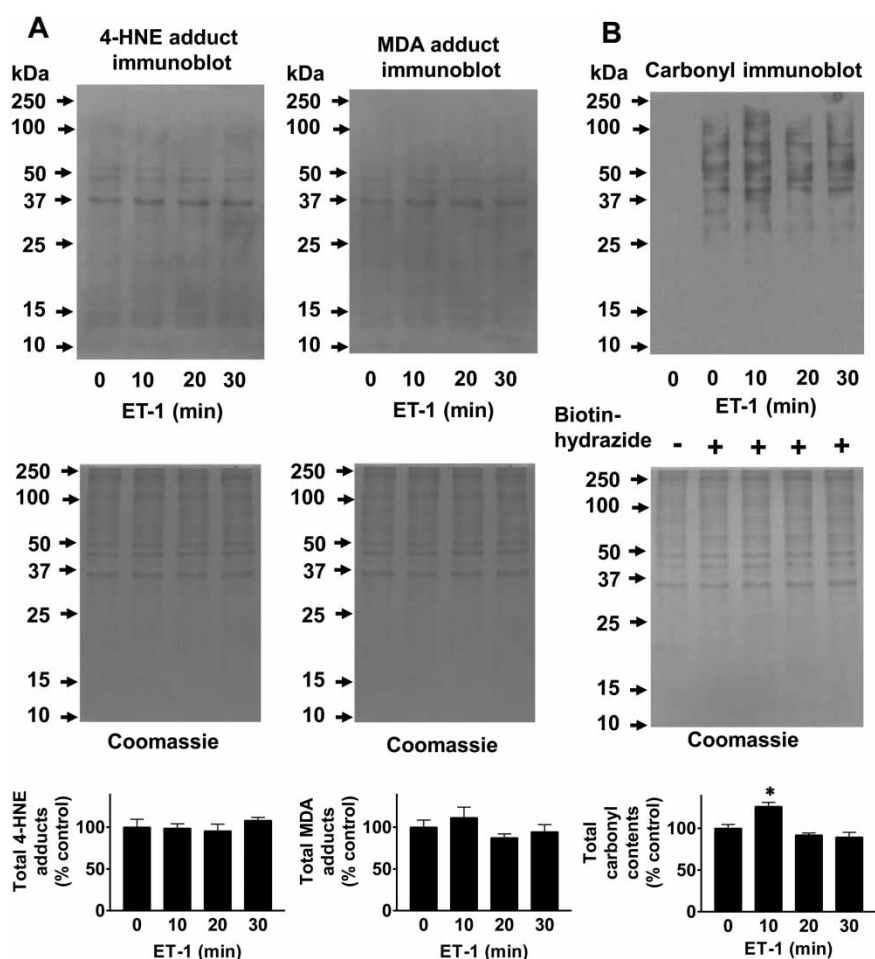 A
4-HNE adduct
immunoblot
kDa
250
100
50
37
25
15
10
0 10 20 30
ET-1 (min)
MDA adduct
immunoblot
kDa
250
100
50
37
25
15
10
0 10 20 30
ET-1 (min)
B
Carbonyl immunoblot
kDa
250
100
50
37
25
15
10
0 0 10 20 30
ET-1 (min)
Biotin-
hydrazide - + + + +
250
100
50
37
25
15
10
Coomassie
250
100
50
37
25
15
10
Coomassie
250
100
50
37
25
15
10
Coomassie
Total 4-HNE
adducts
(% control)
100
50
0
0 10 20 30
ET-1 (min)
Total MDA
adducts
(% control)
100
50
0
0 10 20 30
ET-1 (min)
Total
carbonyl
contents
(% control)
100
50
0
*
0 10 20 30
ET-1 (min)